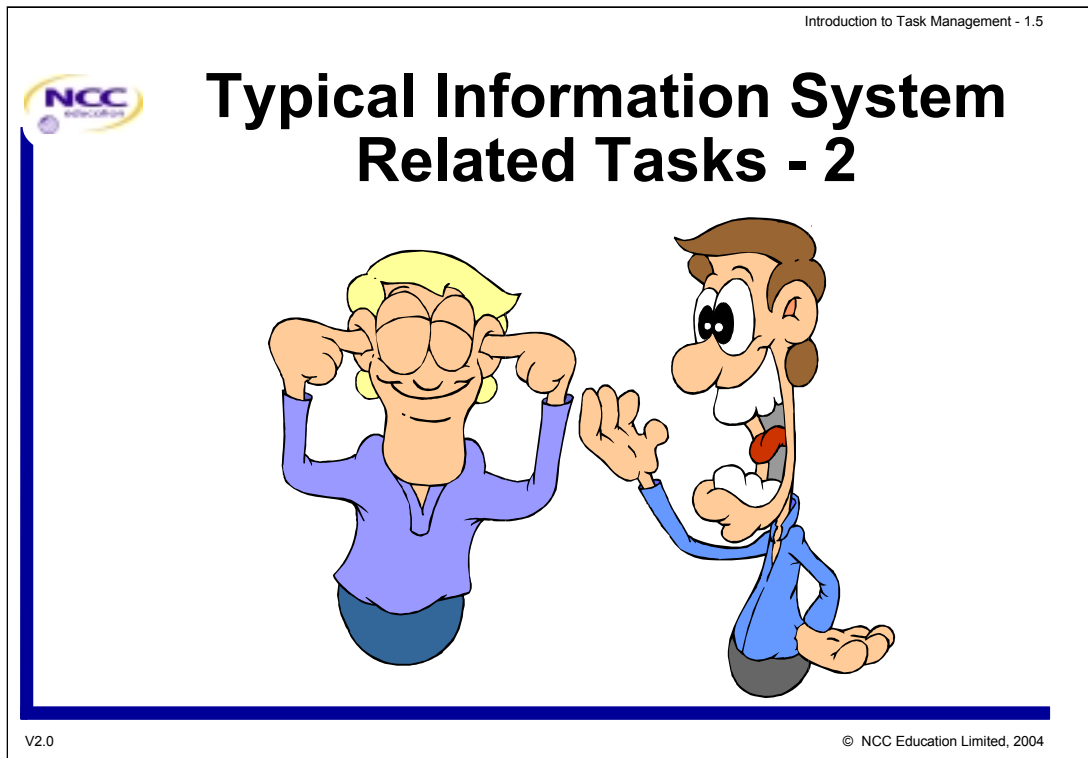 Introduction to Task Management - 1.5
NCC
education
Typical Information System
Related Tasks - 2
V2.0
© NCC Education Limited, 2004